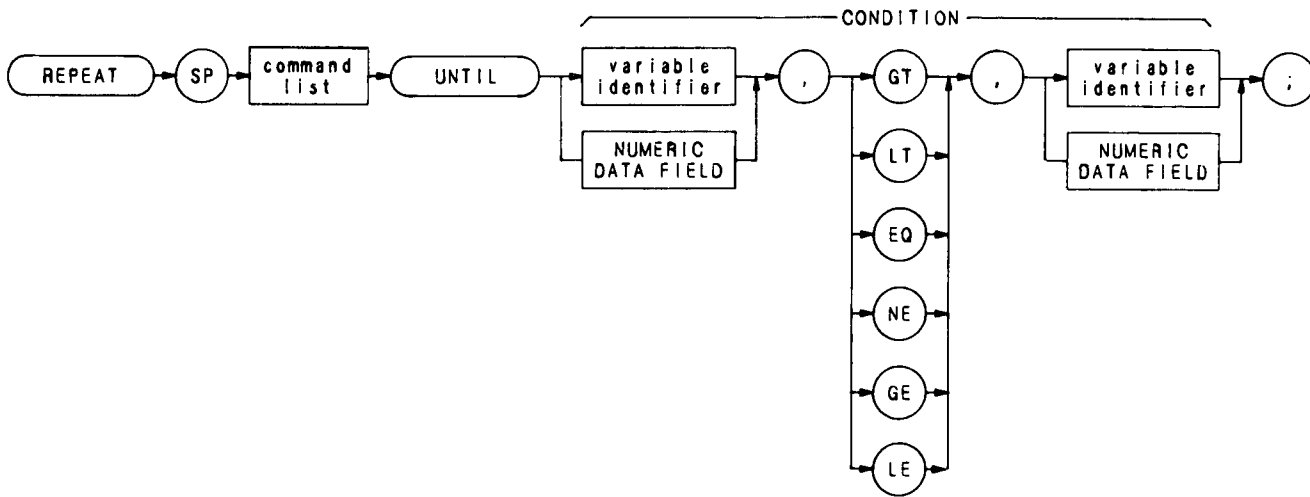 CONDITION
REPEAT
SP
command
list
UNTIL
variable
identifier
NUMERIC
DATA FIELD
,
GT
LT
EQ
NE
GE
LE
,
variable
identifier
NUMERIC
DATA FIELD
;